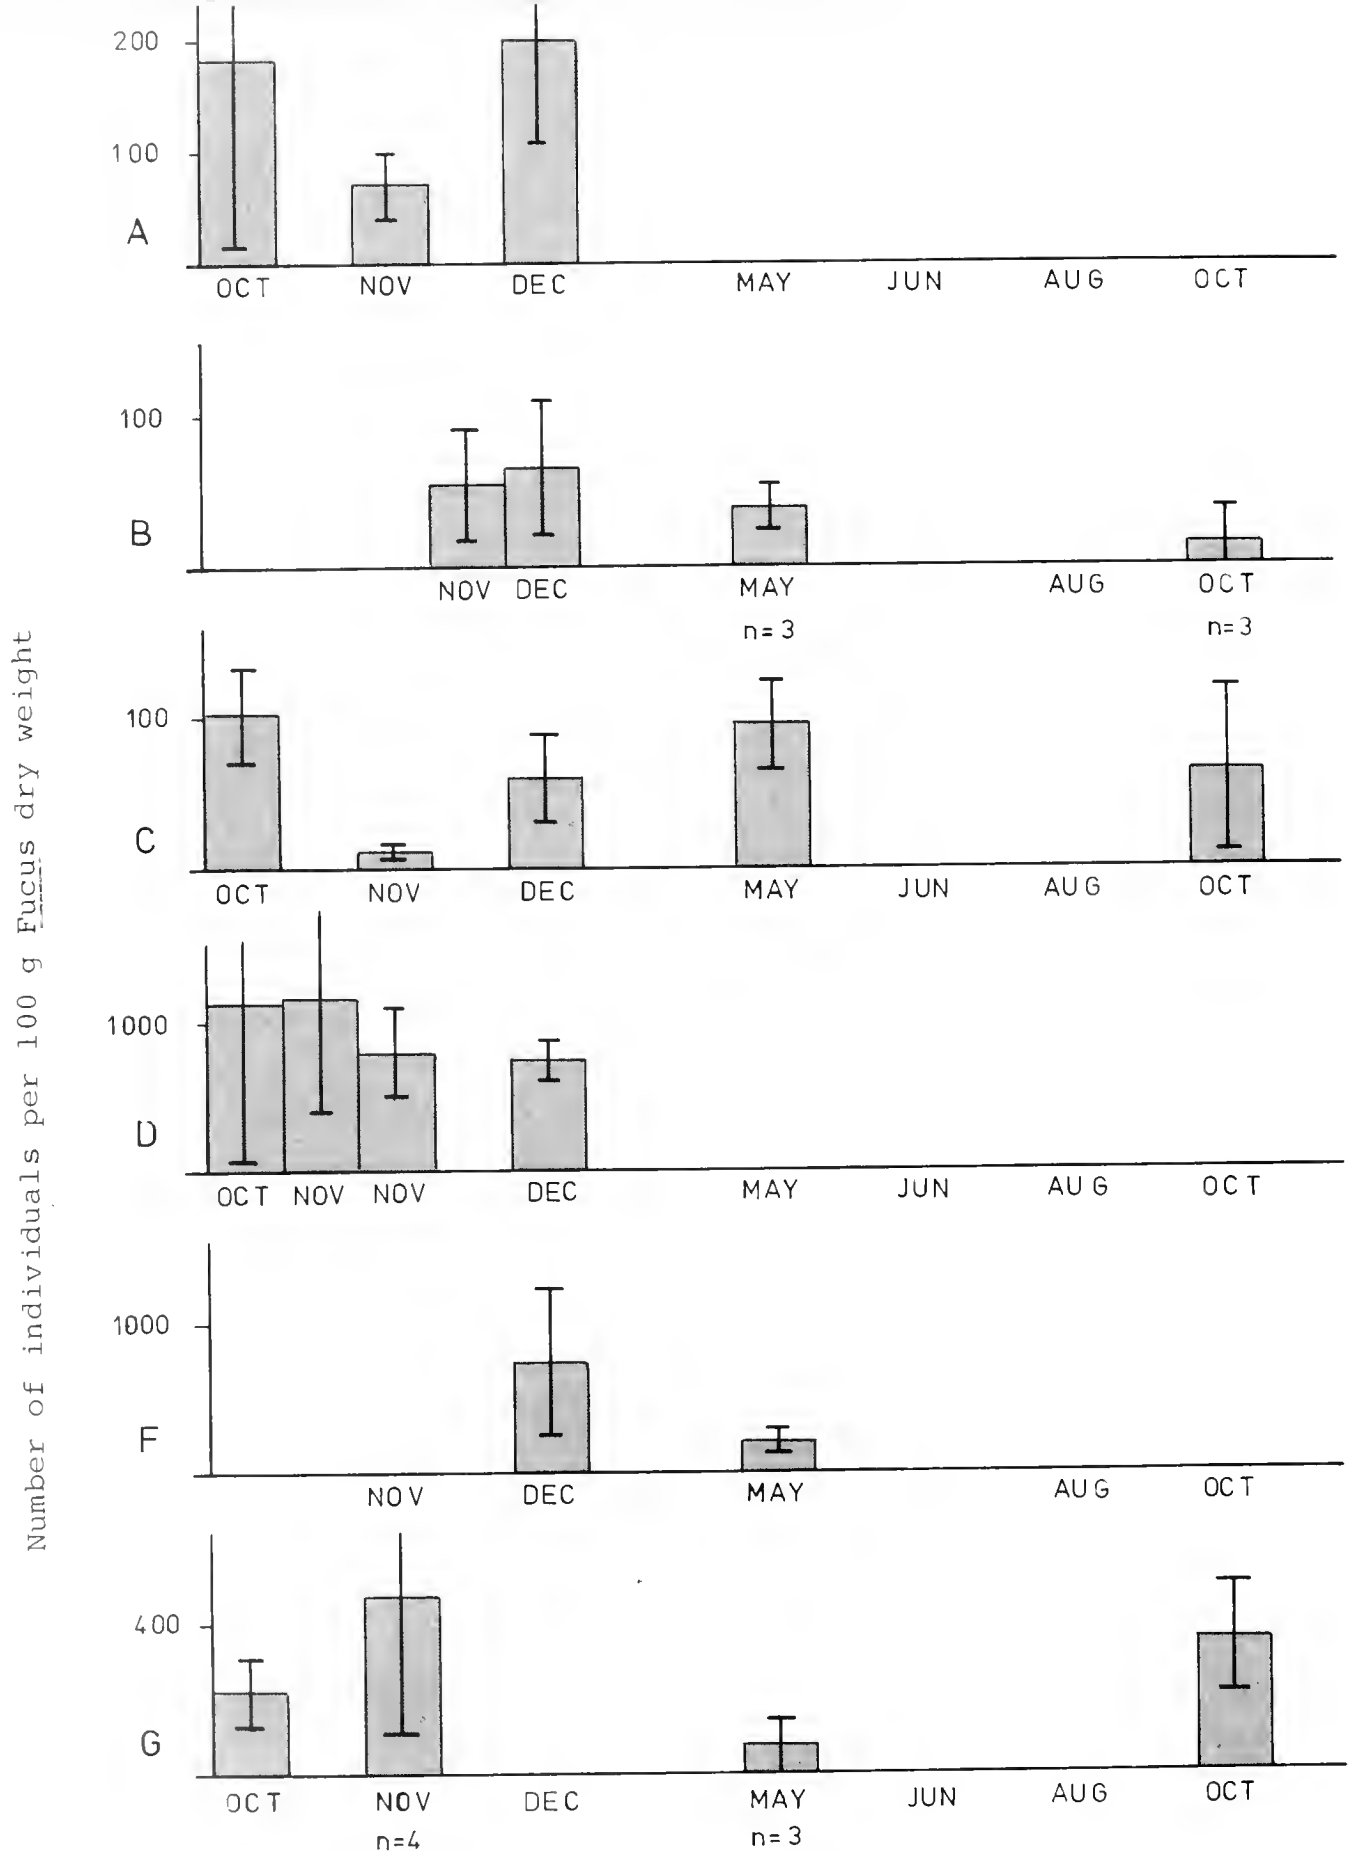 Number of individuals per 100 g Fucus dry weight
200
100
A
OCT NOV DEC MAY JUN AUG OCT
100
B
NOV DEC MAY AUG OCT
n=3 n=3
100
C
OCT NOV DEC MAY JUN AUG OCT
1000
D
OCT NOV NOV DEC MAY JUN AUG OCT
1000
F
NOV DEC MAY AUG OCT
400
G
OCT NOV DEC MAY JUN AUG OCT
n=4 n=3